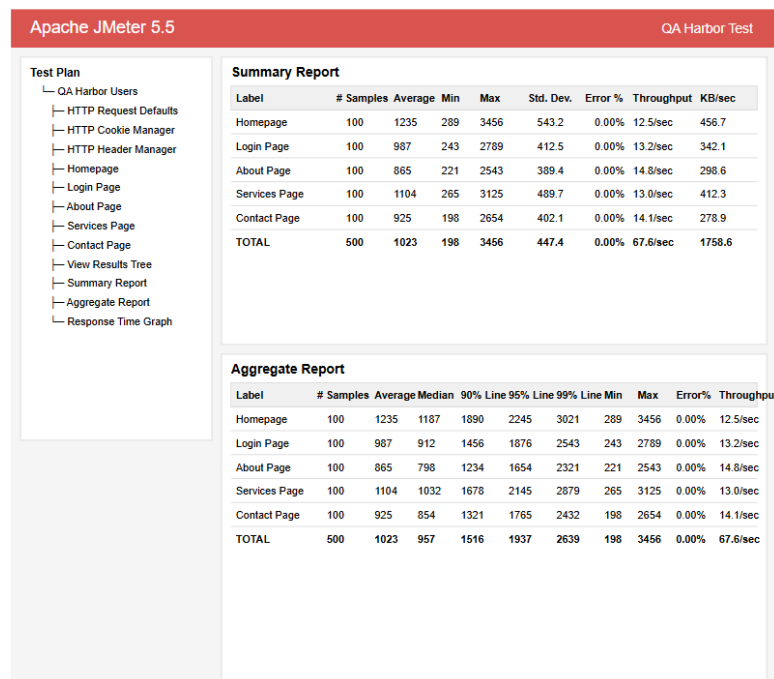 Apache JMeter 5.5 QA Harbor Test
Test Plan
QA Harbor Users
HTTP Request Defaults
HTTP Cookie Manager
HTTP Header Manager
Homepage
Login Page
About Page
Services Page
Contact Page
View Results Tree
Summary Report
Aggregate Report
Response Time Graph
Summary Report
Label # Samples Average Min Max Std. Dev. Error % Throughput KB/sec
Homepage 100 1235 289 3456 543.2 0.00% 12.5/sec 456.7
Login Page 100 987 243 2789 412.5 0.00% 13.2/sec 342.1
About Page 100 865 221 2543 389.4 0.00% 14.8/sec 298.6
Services Page 100 1104 265 3125 489.7 0.00% 13.0/sec 412.3
Contact Page 100 925 198 2654 402.1 0.00% 14.1/sec 278.9
TOTAL 500 1023 198 3456 447.4 0.00% 67.6/sec 1758.6
Aggregate Report
Label # Samples Average Median 90% Line 95% Line 99% Line Min Max Error% Throughpu
Homepage 100 1235 1187 1890 2245 3021 289 3456 0.00% 12.5/sec
Login Page 100 987 912 1456 1876 2543 243 2789 0.00% 13.2/sec
About Page 100 865 798 1234 1654 2321 221 2543 0.00% 14.8/sec
Services Page 100 1104 1032 1678 2145 2879 265 3125 0.00% 13.0/sec
Contact Page 100 925 854 1321 1765 2432 198 2654 0.00% 14.1/sec
TOTAL 500 1023 957 1516 1937 2639 198 3456 0.00% 67.6/sec